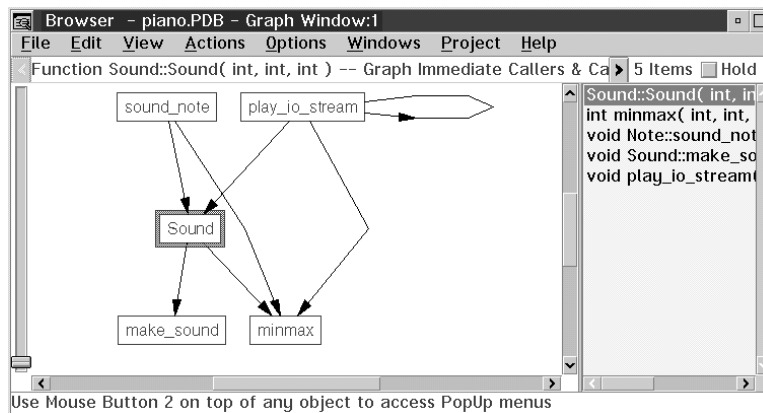 Browser - piano.PDB - Graph Window:1
File Edit View Actions Options Windows Project Help
Function Sound::Sound( int, int, int ) -- Graph Immediate Callers & Ca 5 Items Hold
sound_note play_io_stream
Sound
make_sound minmax
Sound::Sound( int, in
int minmax( int, int,
void Note::sound_not
void Sound::make_so
void play_io_stream(
Use Mouse Button 2 on top of any object to access PopUp menus